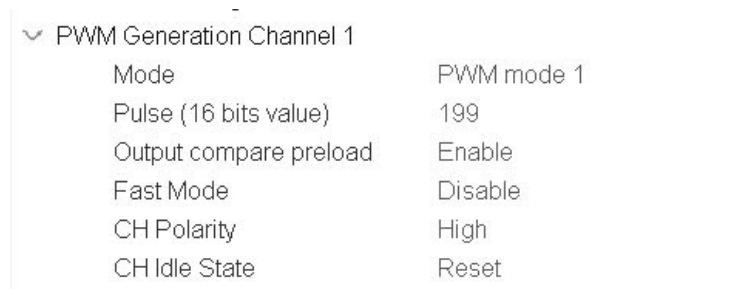 PWM Generation Channel 1
Mode PWM mode 1
Pulse (16 bits value) 199
Output compare preload Enable
Fast Mode Disable
CH Polarity High
CH Idle State Reset